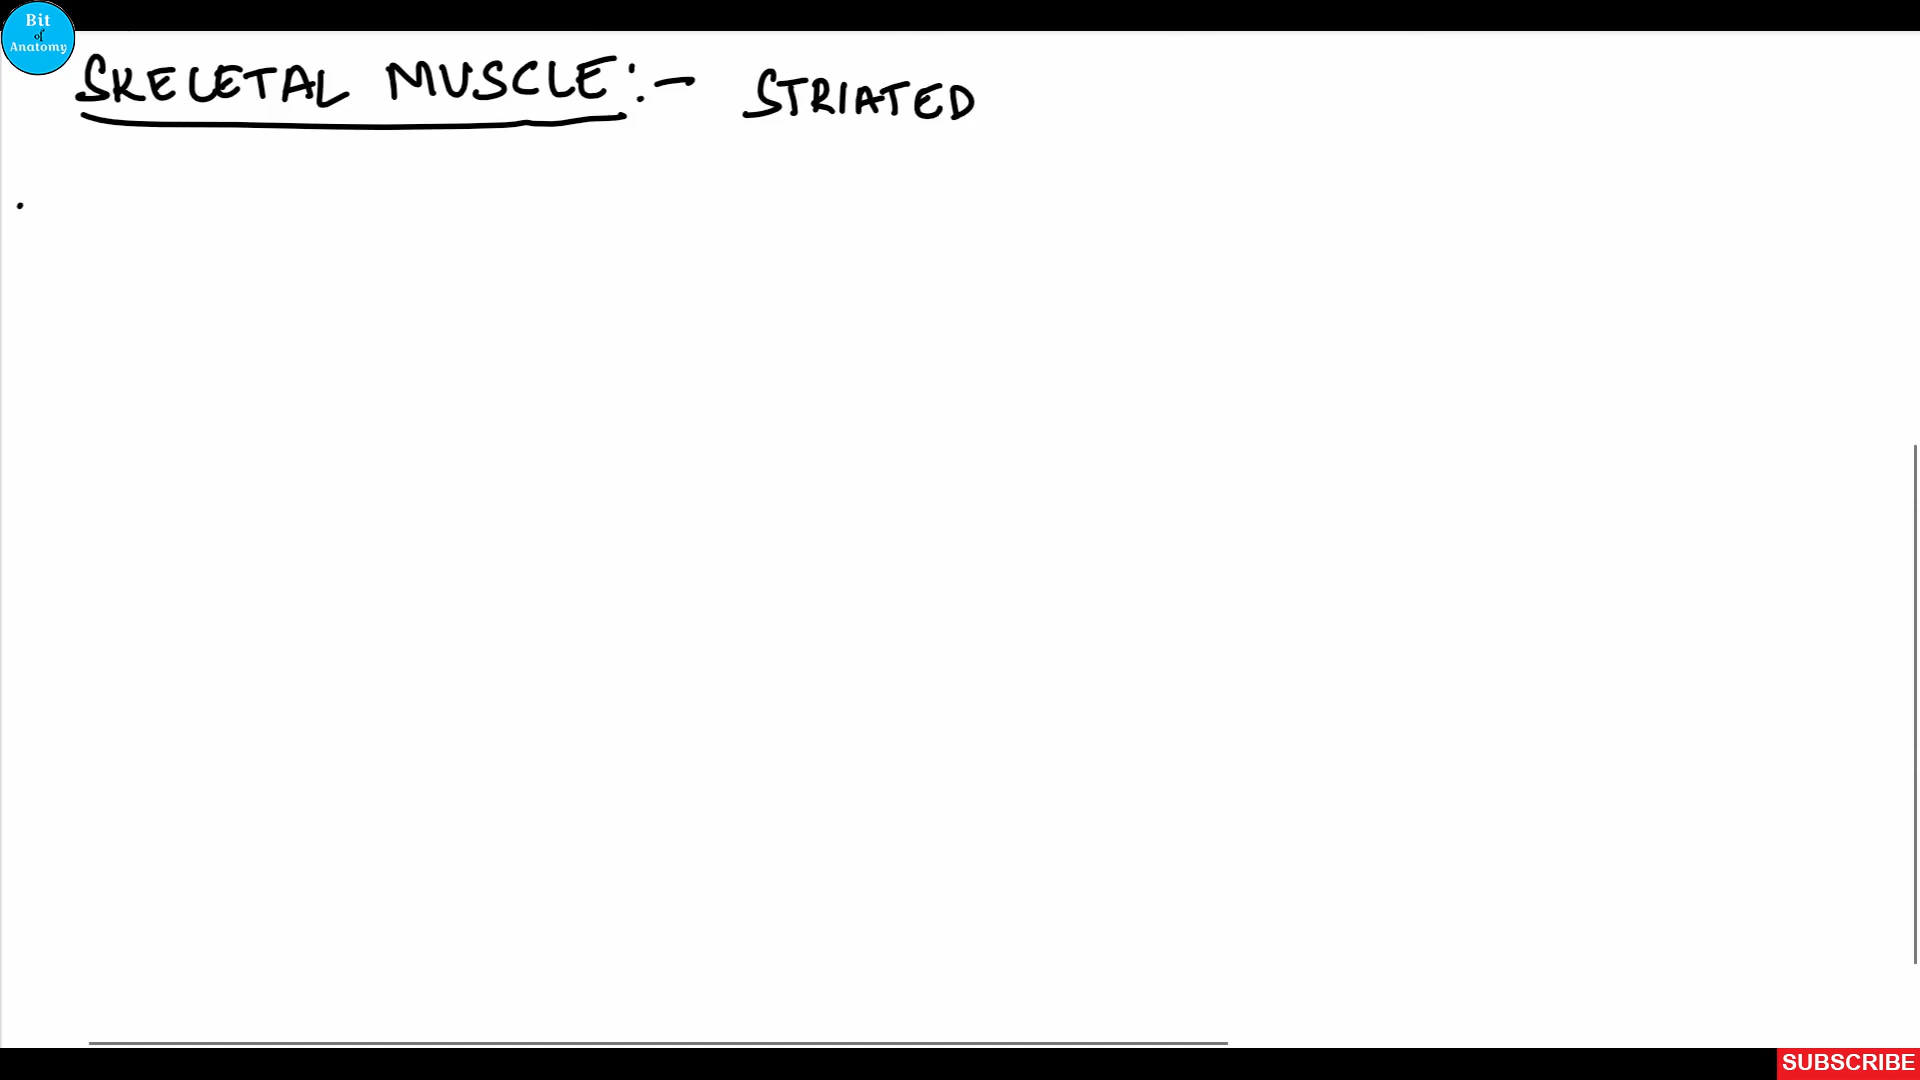 Bit
of
Anatomy
SKELETAL MUSCLE:- STRIATED
.
SUBSCRIBE